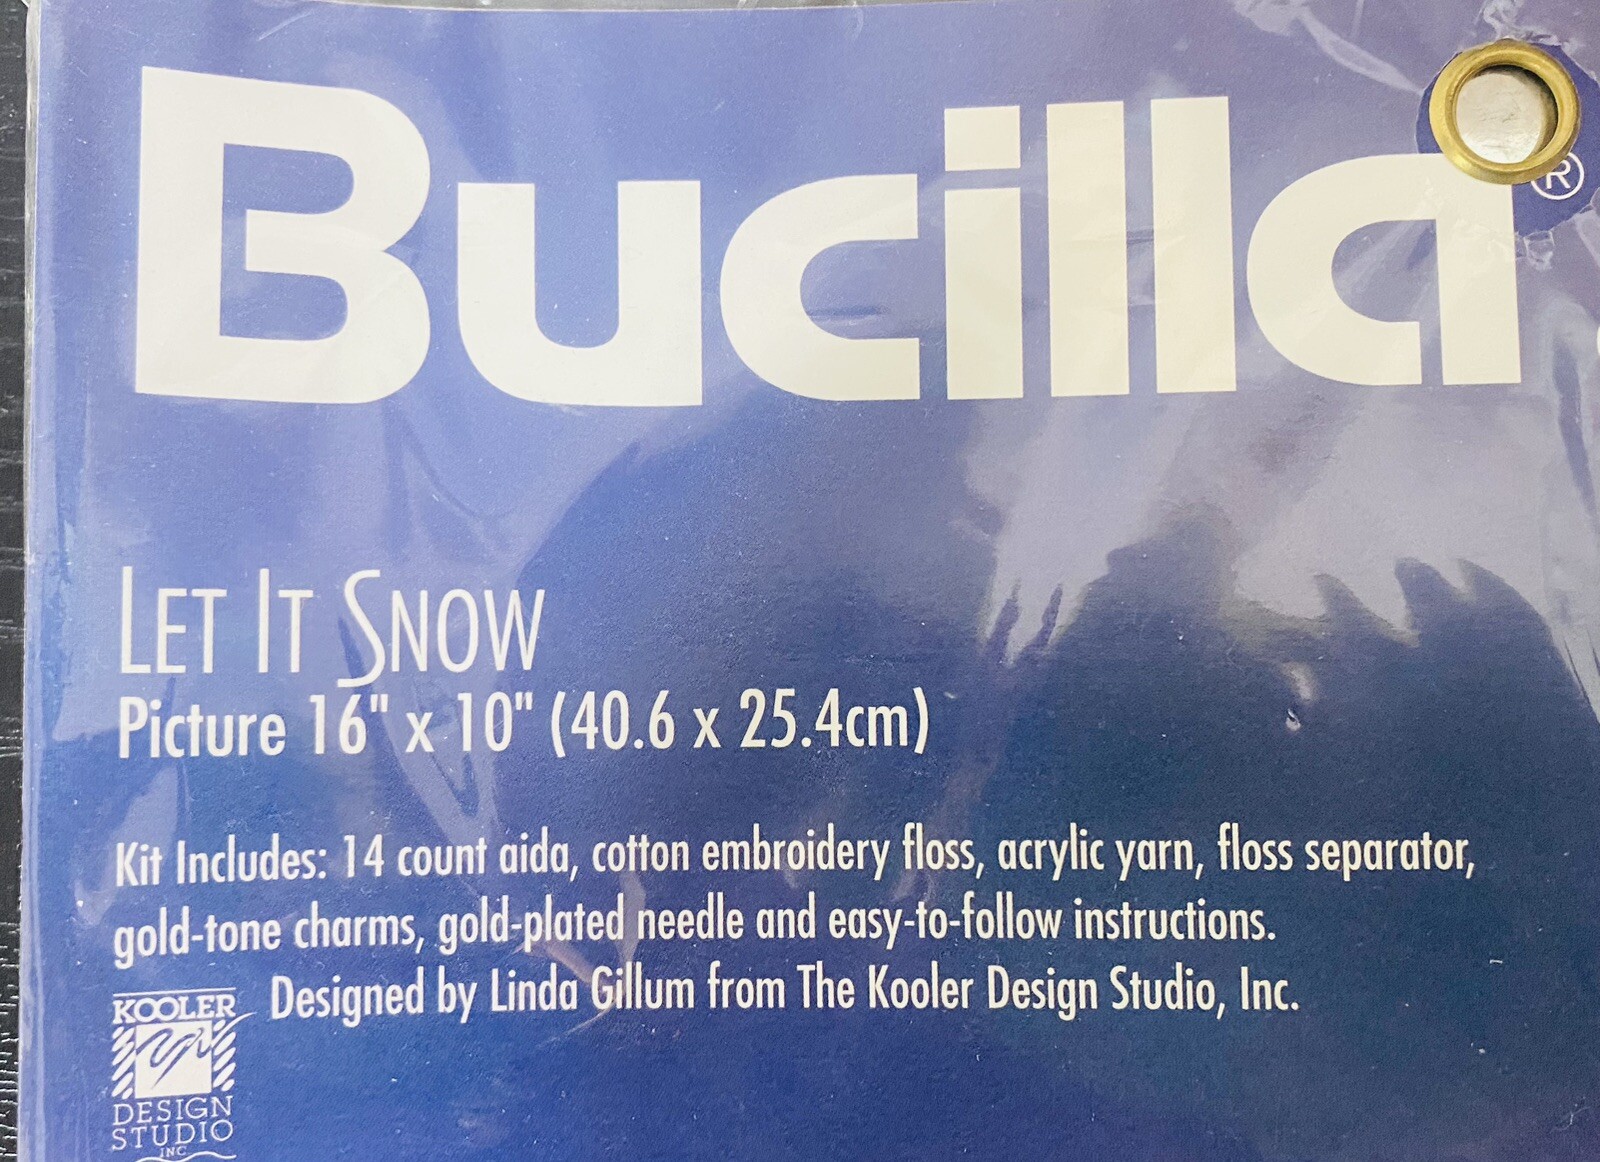 Bucilla®
LET IT SNOW
Picture 16" x 10" (40.6 x 25.4cm)
Kit Includes: 14 count aida, cotton embroidery floss, acrylic yarn, floss separator,
gold-tone charms, gold-plated needle and easy-to-follow instructions.
Designed by Linda Gillum from The Kooler Design Studio, Inc.
KOOLER
DESIGN
STUDIO
INC